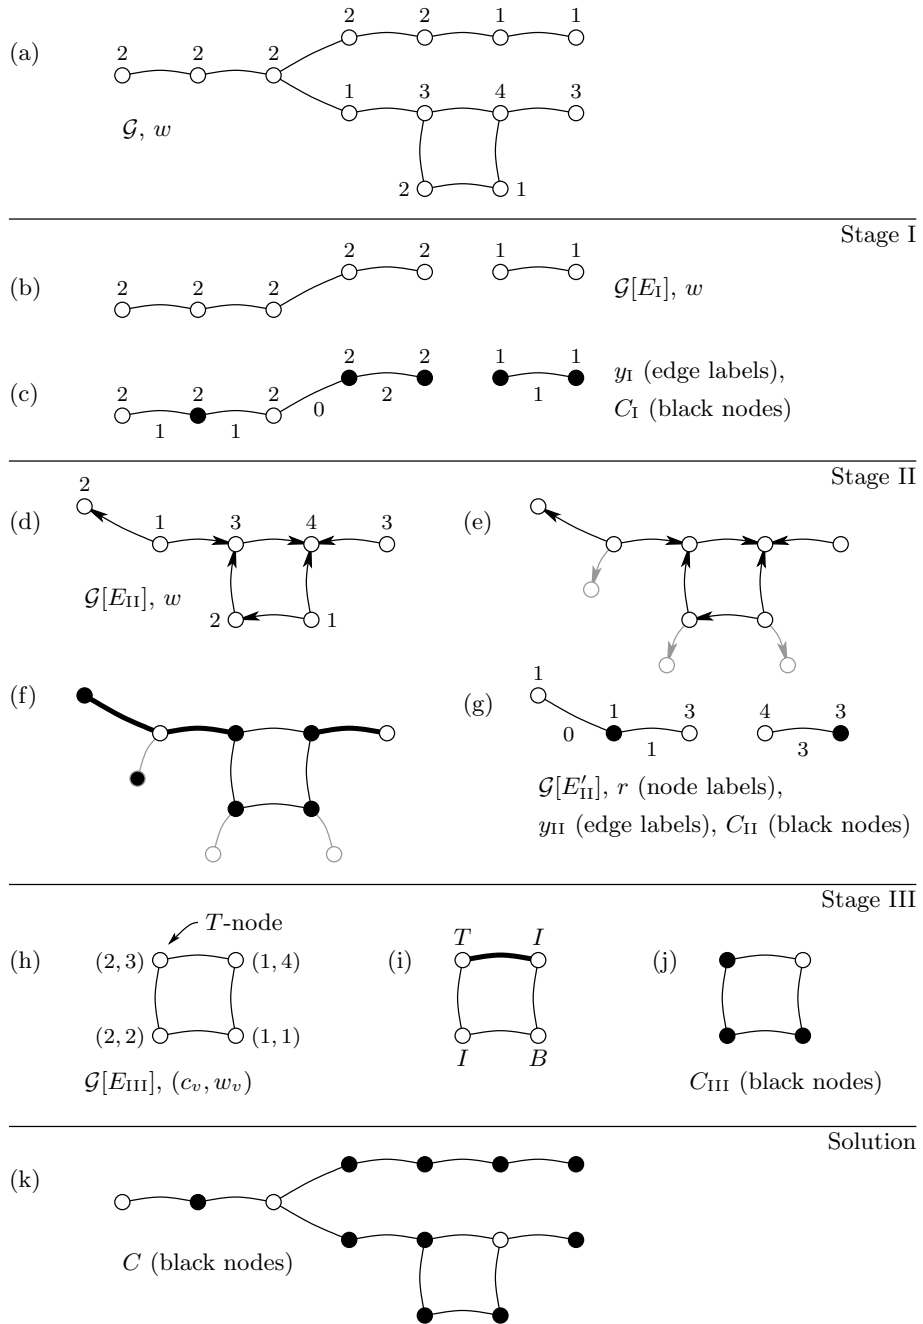 2 2 1 1
(a) 2 2 2
1 3 4 3
𝒢, w
2 1
Stage I
2 2 1 1
(b) 2 2 2 𝒢[E_I], w
2 2 1 1
(c) 2 2 2 0 2 1 y_I (edge labels),
1 1 C_I (black nodes)
Stage II
2
(d) 1 3 4 3 (e)
𝒢[E_II], w 2 1
(f) 1
(g) 1 3 4 3
0 1 3
𝒢[E′_II], r (node labels),
y_II (edge labels), C_II (black nodes)
Stage III
T-node
(h) (2, 3) (1, 4) (i) T I (j)
(2, 2) (1, 1) I B
𝒢[E_III], (c_v, w_v) C_III (black nodes)
Solution
(k)
C (black nodes)